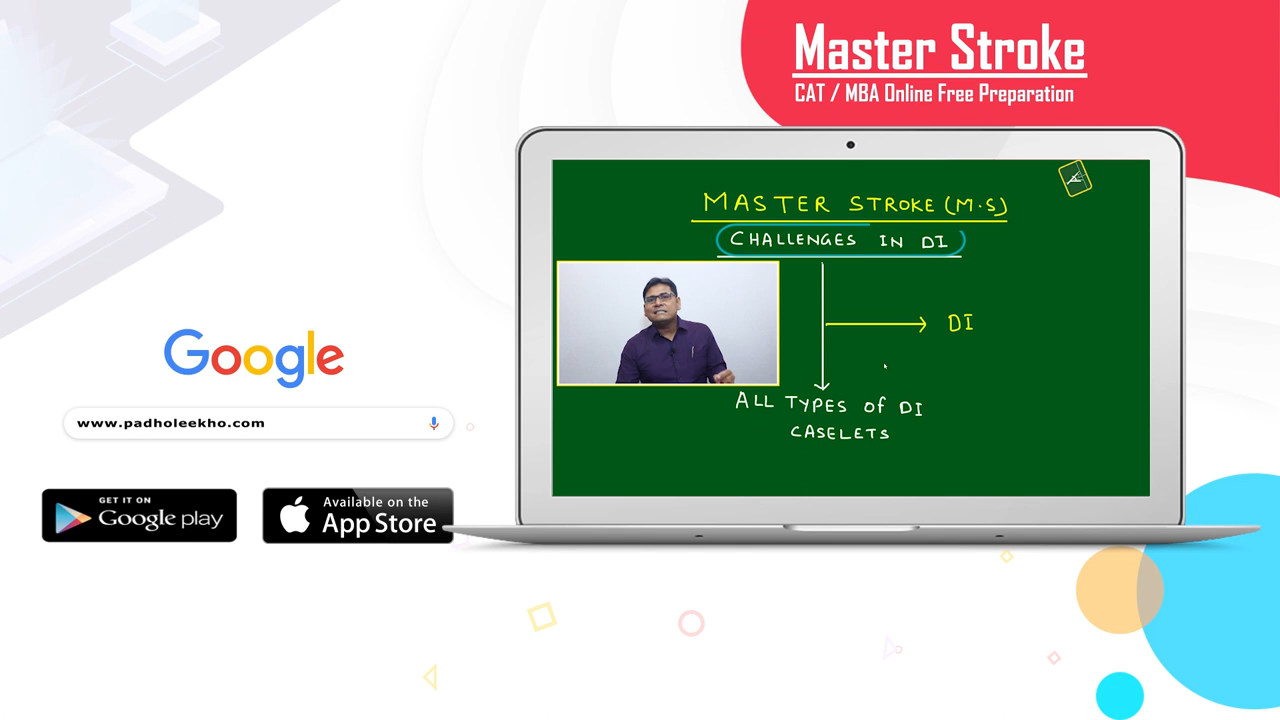 Master Stroke
CAT / MBA Online Free Preparation
MASTER STROKE (M.S)
CHALLENGES IN DI
DI
ALL TYPES of DI
CASELETS
Google
www.padholeekho.com
GET IT ON
Google play
Available on the
App Store